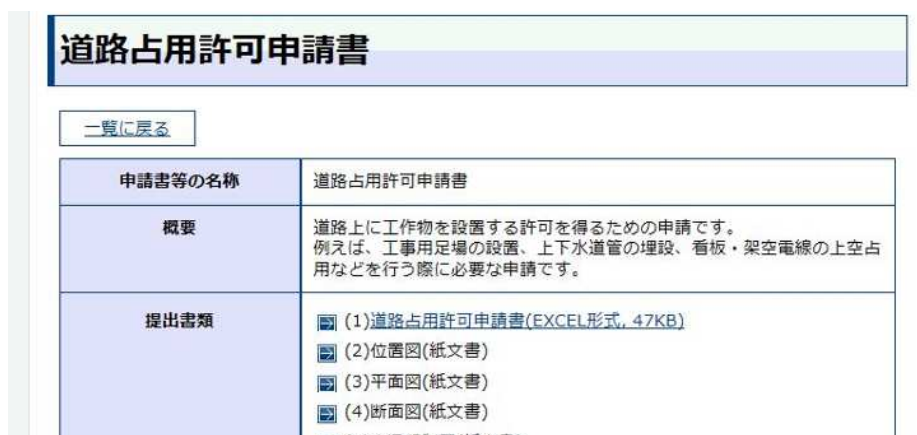 道路占用許可申請書
一覧に戻る
申請書等の名称
道路占用許可申請書
概要
道路上に工作物を設置する許可を得るための申請です。
例えば、工事用足場の設置、上下水道管の埋設、看板・架空電線の上空占
用などを行う際に必要な申請です。
提出書類
(1)道路占用許可申請書(EXCEL形式, 47KB)
(2)位置図(紙文書)
(3)平面図(紙文書)
(4)断面図(紙文書)